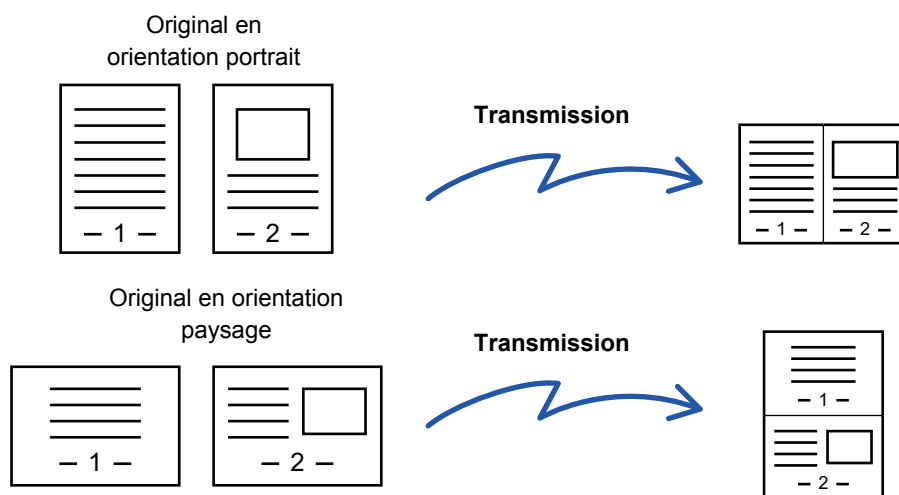 Original en
orientation portrait
Transmission
– 1 –
– 2 –
– 1 –
– 2 –
Original en orientation
paysage
Transmission
– 1 –
– 2 –
– 1 –
– 2 –